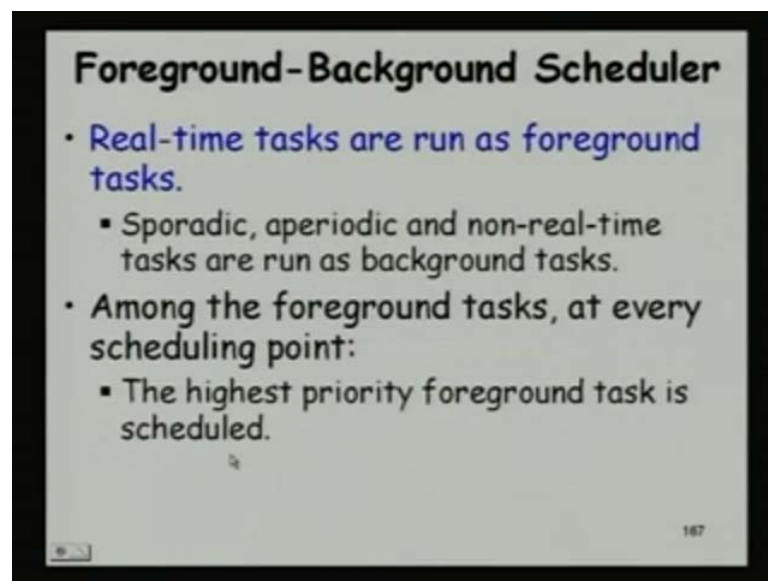 Foreground-Background Scheduler
• Real-time tasks are run as foreground
tasks.
▪ Sporadic, aperiodic and non-real-time
tasks are run as background tasks.
• Among the foreground tasks, at every
scheduling point:
▪ The highest priority foreground task is
scheduled.
167